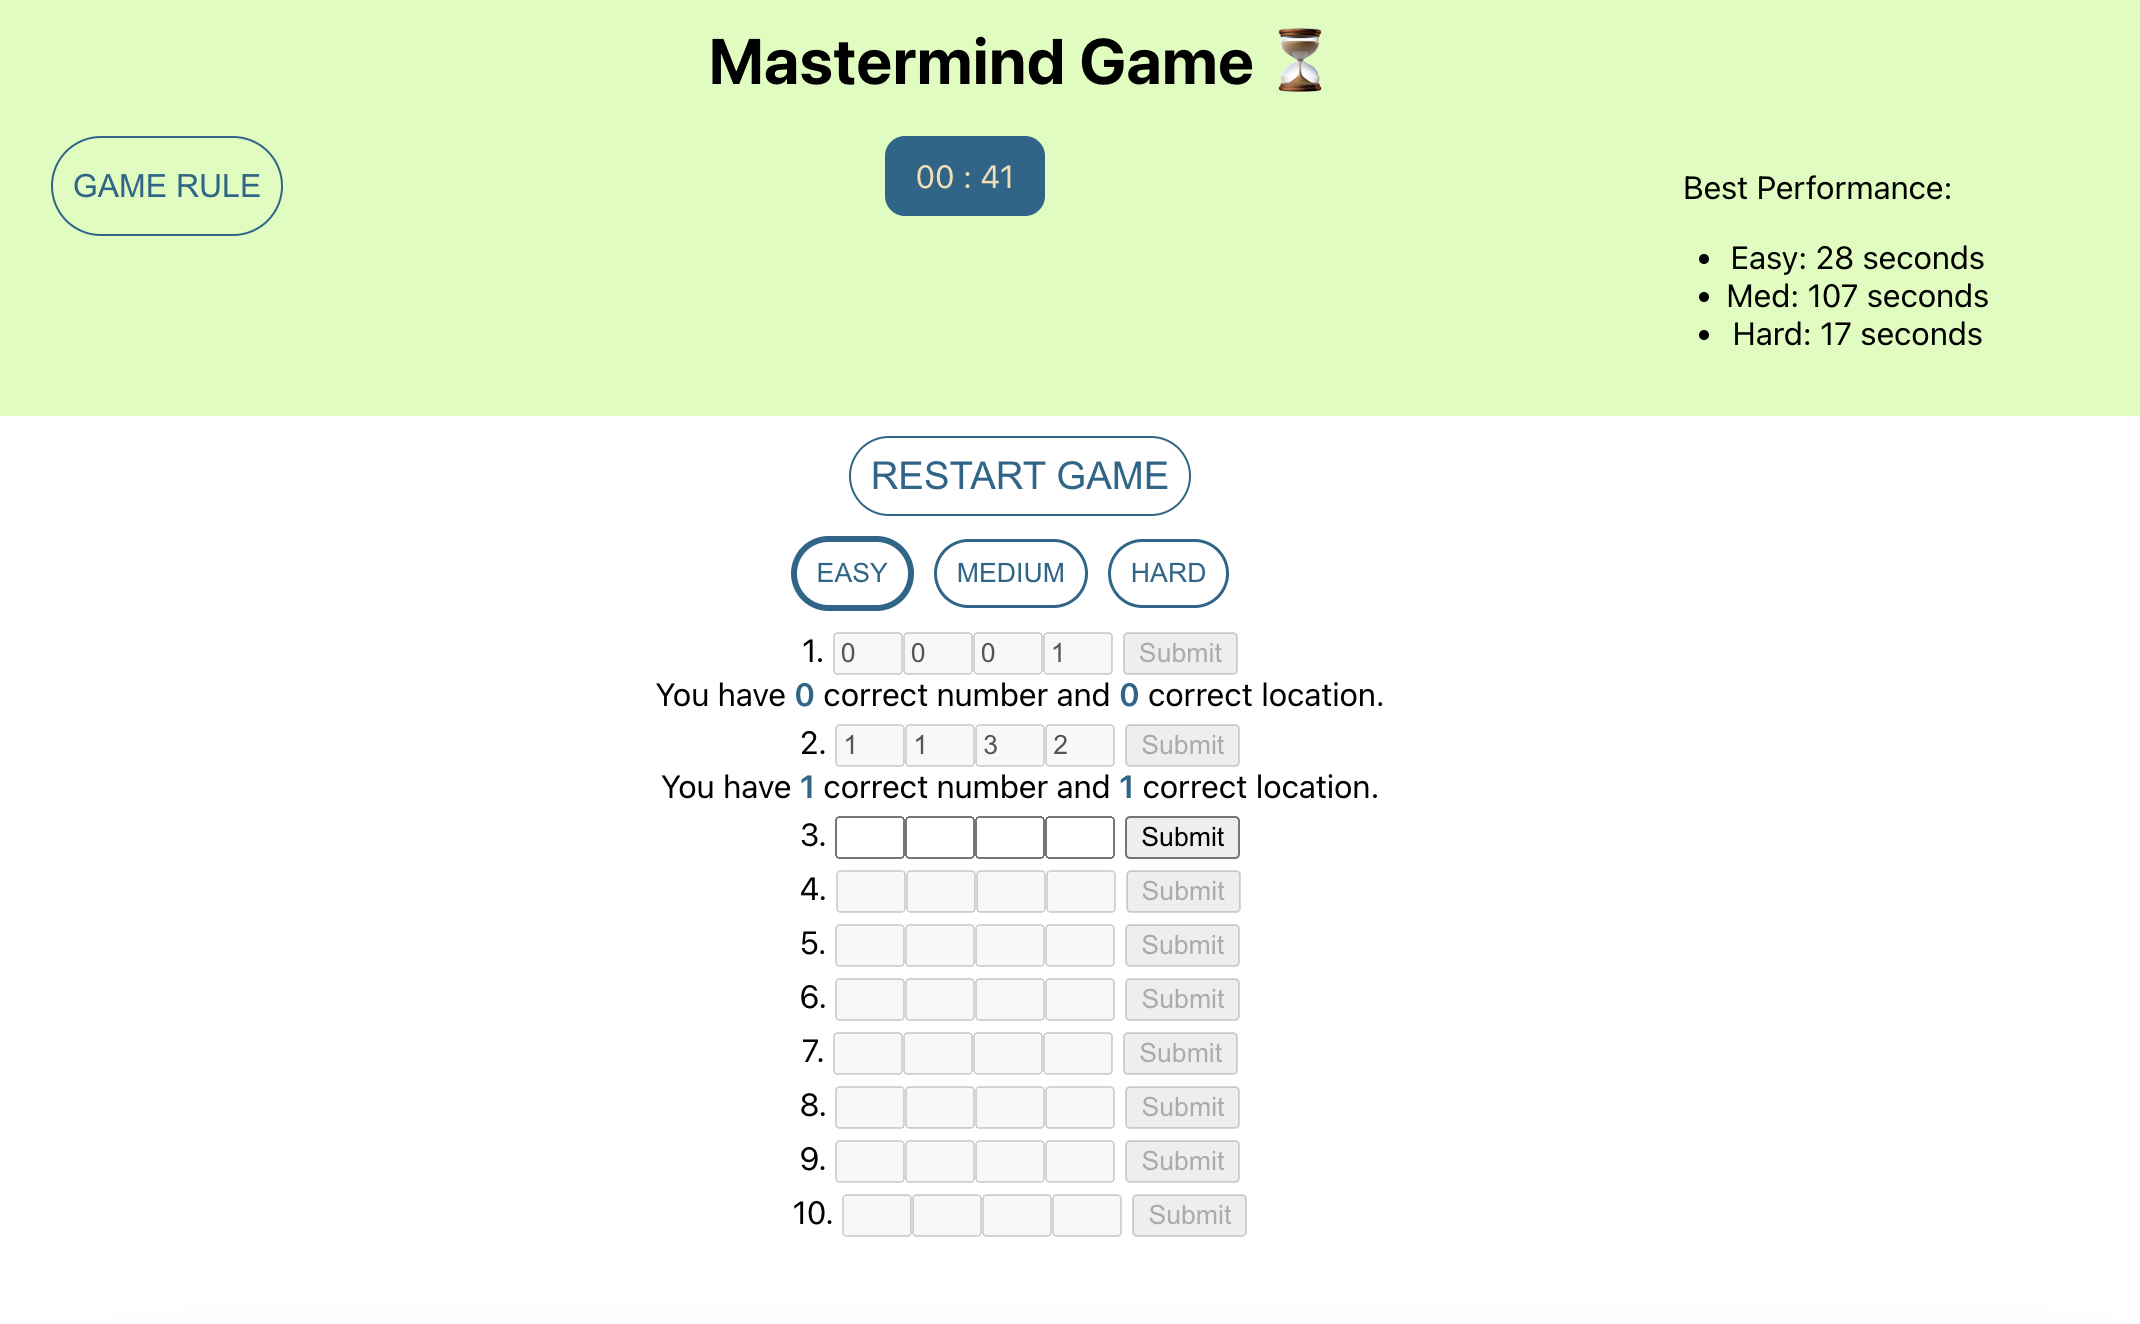 Mastermind Game ⏳
GAME RULE
00 : 41
Best Performance:
• Easy: 28 seconds
• Med: 107 seconds
• Hard: 17 seconds
RESTART GAME
EASY MEDIUM HARD
1. 0 0 0 1 Submit
You have 0 correct number and 0 correct location.
2. 1 1 3 2 Submit
You have 1 correct number and 1 correct location.
3. Submit
4. Submit
5. Submit
6. Submit
7. Submit
8. Submit
9. Submit
10. Submit